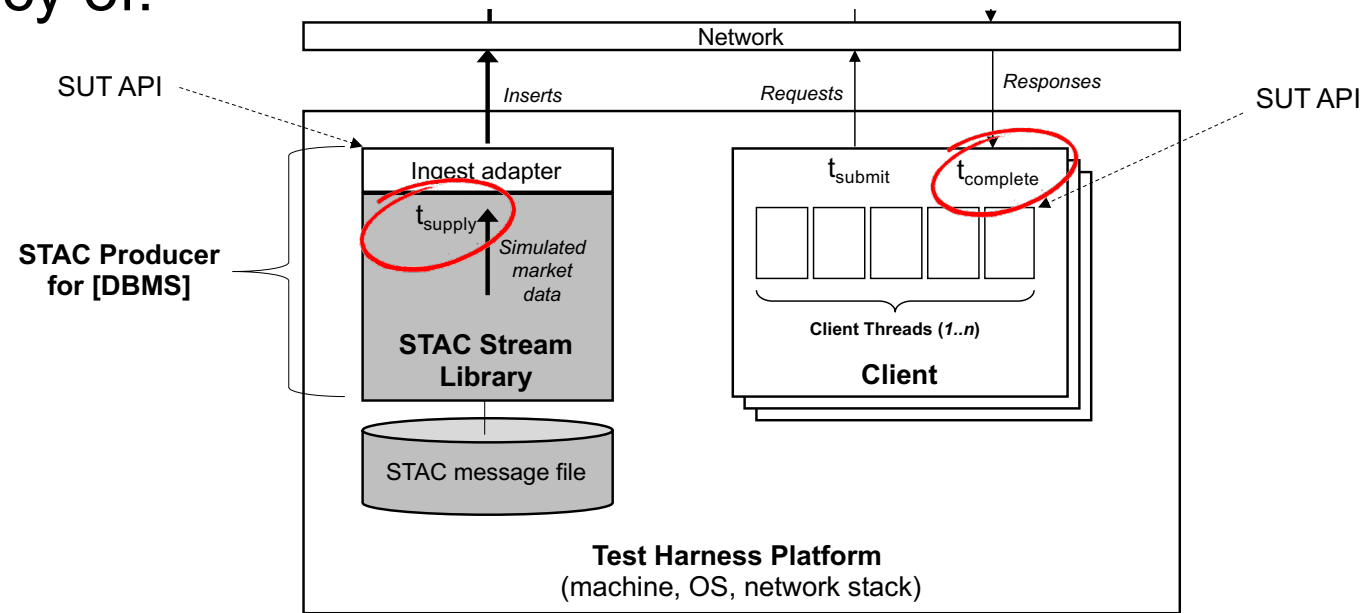 Network
SUT API
Inserts
Requests
Responses
SUT API
Ingest adapter
t_submit
t_complete
t_supply
Simulated
market
data
STAC Producer
for [DBMS]
STAC Stream
Library
Client Threads (1..n)
Client
STAC message file
Test Harness Platform
(machine, OS, network stack)